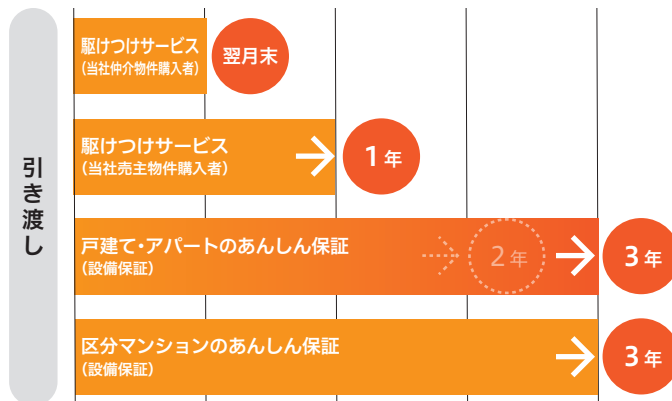 引き渡し
駆けつけサービス
(当社仲介物件購入者)
翌月末
駆けつけサービス
(当社売主物件購入者)
1年
戸建て・アパートのあんしん保証
(設備保証)
2年
3年
区分マンションのあんしん保証
(設備保証)
3年